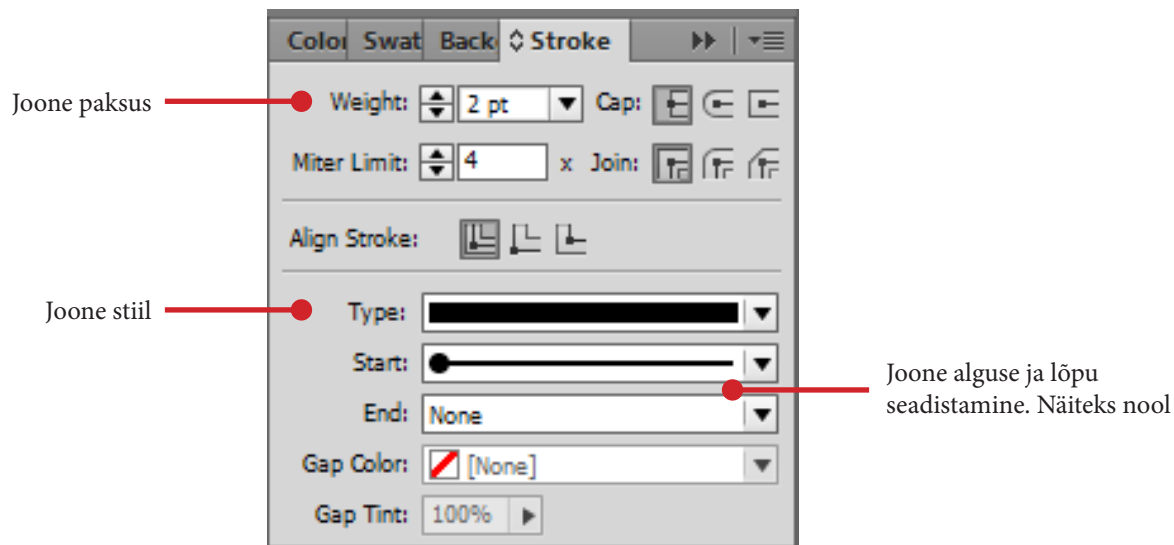 Color Swat Back Stroke
Joone paksus
Weight: 2 pt Cap:
Miter Limit: 4 x Join:
Align Stroke:
Joone stiil
Type:
Start:
Joone alguse ja lõpu
seadistamine. Näiteks nool
End: None
Gap Color: [None]
Gap Tint: 100%